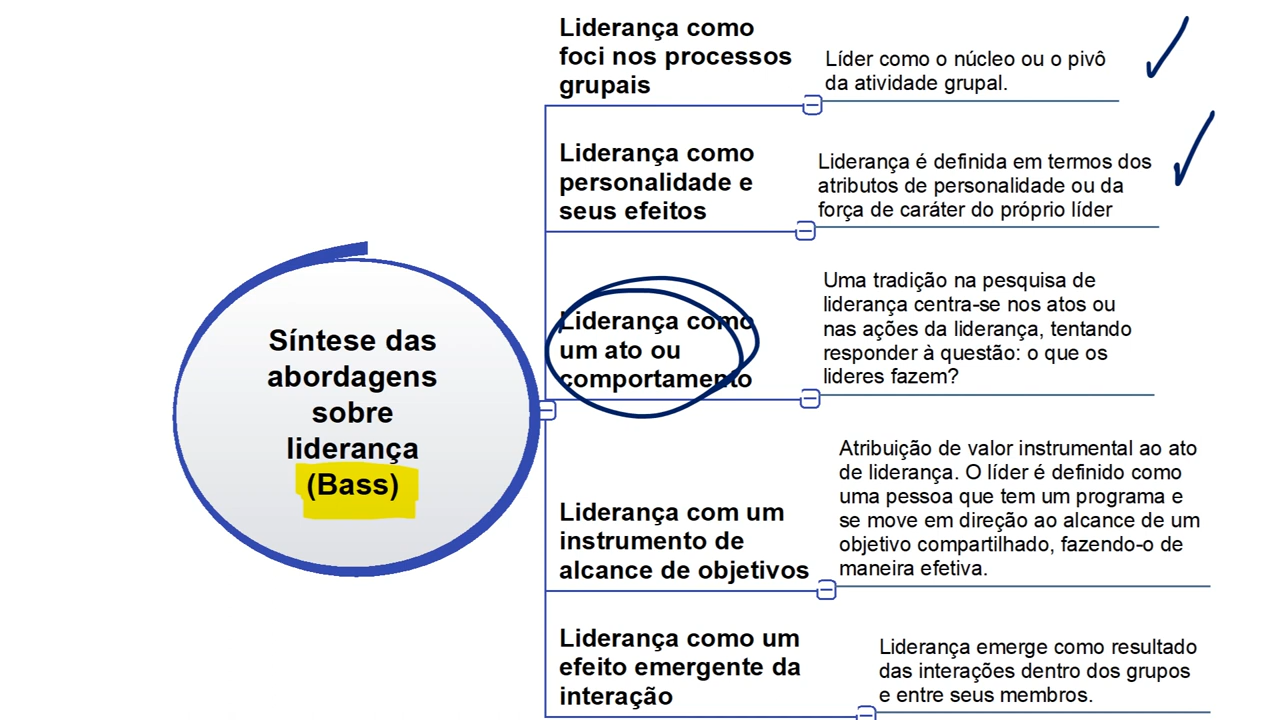 Síntese das
abordagens
sobre
liderança
(Bass)
Liderança como
foci nos processos
grupais
Líder como o núcleo ou o pivô
da atividade grupal.
Liderança como
personalidade e
seus efeitos
Liderança é definida em termos dos
atributos de personalidade ou da
força de caráter do próprio líder
Liderança como
um ato ou
comportamento
Uma tradição na pesquisa de
liderança centra-se nos atos ou
nas ações da liderança, tentando
responder à questão: o que os
lideres fazem?
Liderança com um
instrumento de
alcance de objetivos
Atribuição de valor instrumental ao ato
de liderança. O líder é definido como
uma pessoa que tem um programa e
se move em direção ao alcance de um
objetivo compartilhado, fazendo-o de
maneira efetiva.
Liderança como um
efeito emergente da
interação
Liderança emerge como resultado
das interações dentro dos grupos
e entre seus membros.